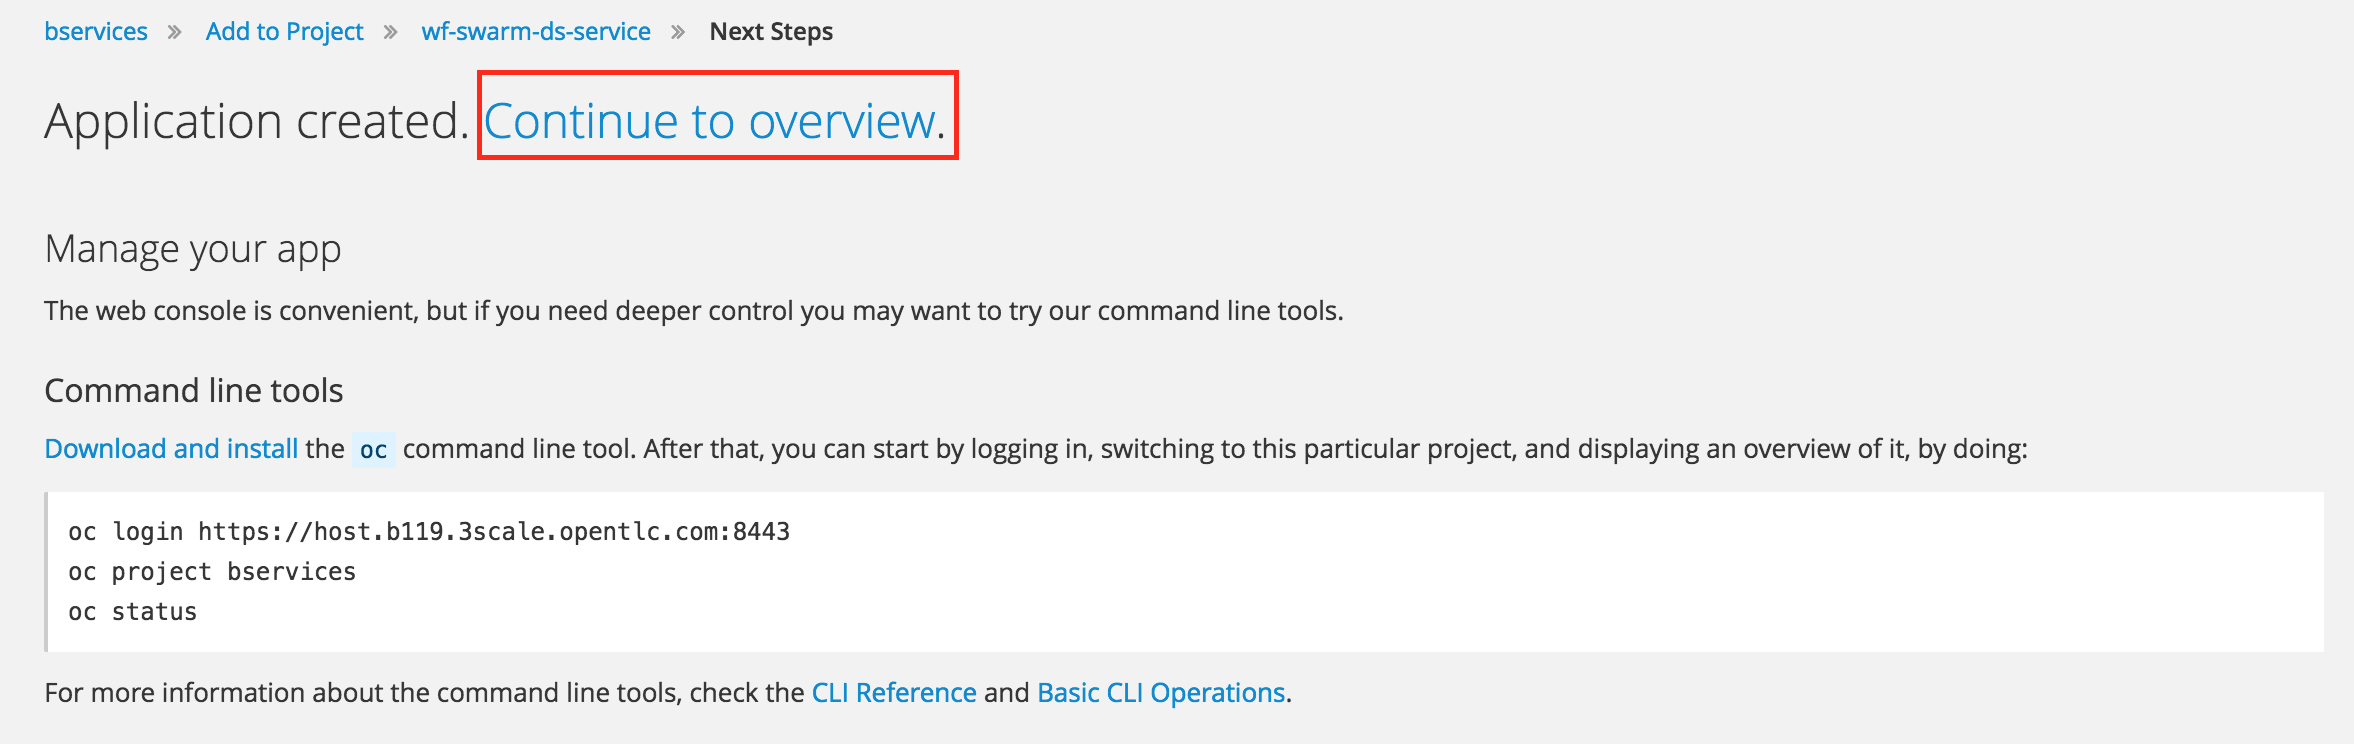 bservices » Add to Project » wf-swarm-ds-service » Next Steps
Application created. Continue to overview.
Manage your app
The web console is convenient, but if you need deeper control you may want to try our command line tools.
Command line tools
Download and install the oc command line tool. After that, you can start by logging in, switching to this particular project, and displaying an overview of it, by doing:
oc login https://host.b119.3scale.opentlc.com:8443
oc project bservices
oc status
For more information about the command line tools, check the CLI Reference and Basic CLI Operations.